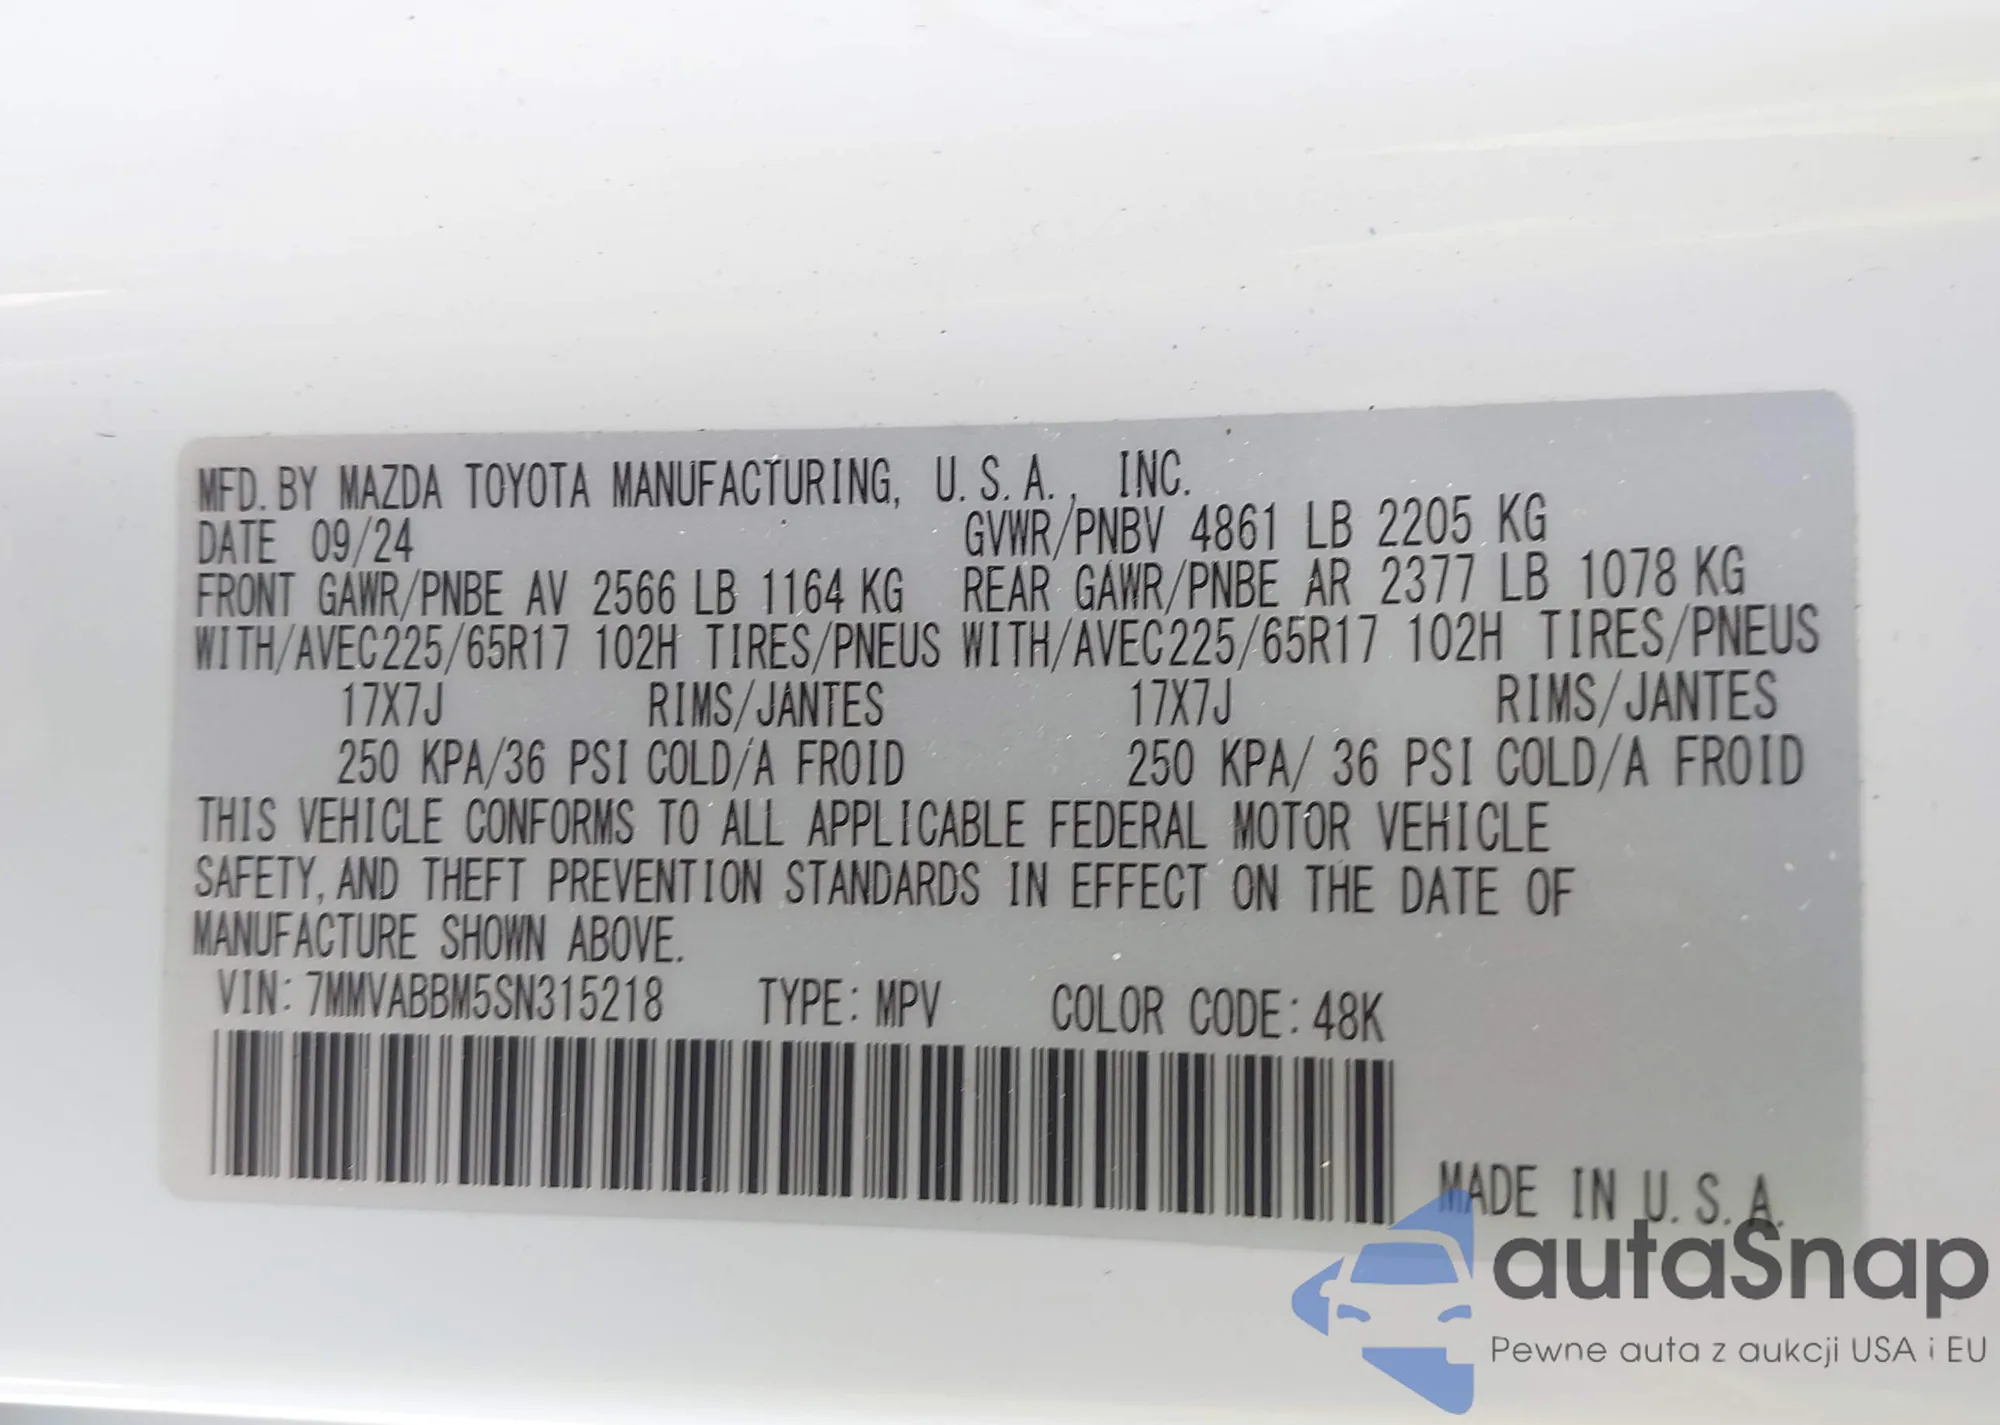 MFD. BY MAZDA TOYOTA MANUFACTURING, U.S.A., INC.
DATE 09/24 GVWR/PNBV 4861 LB 2205 KG
FRONT GAWR/PNBE AV 2566 LB 1164 KG REAR GAWR/PNBE AR 2377 LB 1078 KG
WITH/AVEC225/65R17 102H TIRES/PNEUS WITH/AVEC225/65R17 102H TIRES/PNEUS
17X7J RIMS/JANTES 17X7J RIMS/JANTES
250 KPA/36 PSI COLD/A FROID 250 KPA/ 36 PSI COLD/A FROID
THIS VEHICLE CONFORMS TO ALL APPLICABLE FEDERAL MOTOR VEHICLE
SAFETY, AND THEFT PREVENTION STANDARDS IN EFFECT ON THE DATE OF
MANUFACTURE SHOWN ABOVE.
VIN: 7MMVABBM5SN315218 TYPE: MPV COLOR CODE: 48K
MADE IN U.S.A.
autaSnap
Pewne auta z aukcji USA i EU